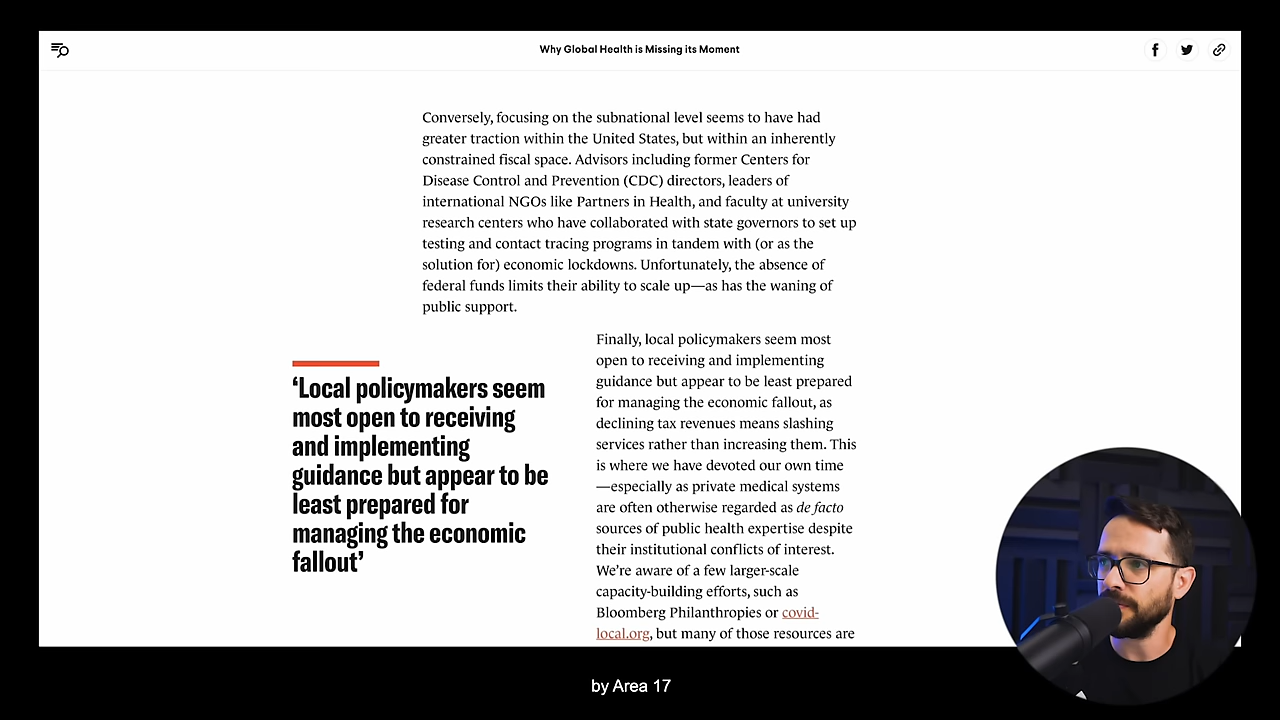 Why Global Health is Missing its Moment
Conversely, focusing on the subnational level seems to have had
greater traction within the United States, but within an inherently
constrained fiscal space. Advisors including former Centers for
Disease Control and Prevention (CDC) directors, leaders of
international NGOs like Partners in Health, and faculty at university
research centers who have collaborated with state governors to set up
testing and contact tracing programs in tandem with (or as the
solution for) economic lockdowns. Unfortunately, the absence of
federal funds limits their ability to scale up—as has the waning of
public support.
‘Local policymakers seem
most open to receiving
and implementing
guidance but appear to be
least prepared for
managing the economic
fallout’
Finally, local policymakers seem most
open to receiving and implementing
guidance but appear to be least prepared
for managing the economic fallout, as
declining tax revenues means slashing
services rather than increasing them. This
is where we have devoted our own time
—especially as private medical systems
are often otherwise regarded as de facto
sources of public health expertise despite
their institutional conflicts of interest.
We’re aware of a few larger-scale
capacity-building efforts, such as
Bloomberg Philanthropies or covid-
local.org, but many of those resources are
by Area 17